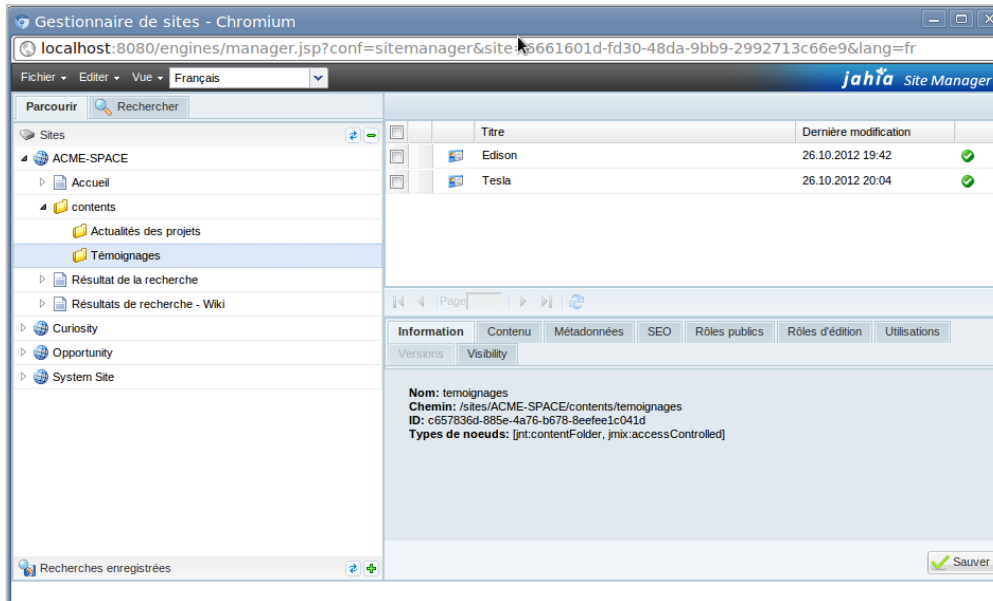 Gestionnaire de sites - Chromium
localhost:8080/engines/manager.jsp?conf=sitemanager&site=6661601d-fd30-48da-9bb9-2992713c66e9&lang=fr
Fichier Editer Vue Français jahia Site Manager
Parcourir Rechercher
Sites
Titre Dernière modification
ACME-SPACE
Edison 26.10.2012 19:42
Accueil
Tesla 26.10.2012 20:04
contents
Actualités des projets
Témoignages
Résultat de la recherche
Résultats de recherche - Wiki
Page
Curiosity
Opportunity
System Site
Information Contenu Métadonnées SEO Rôles publics Rôles d'édition Utilisations
Versions Visibility
Nom: temoignages
Chemin: /sites/ACME-SPACE/contents/temoignages
ID: c657836d-885e-4a76-b678-8eefee1c041d
Types de noeuds: [jnt:contentFolder, jmix:accessControlled]
Recherches enregistrées
Sauver